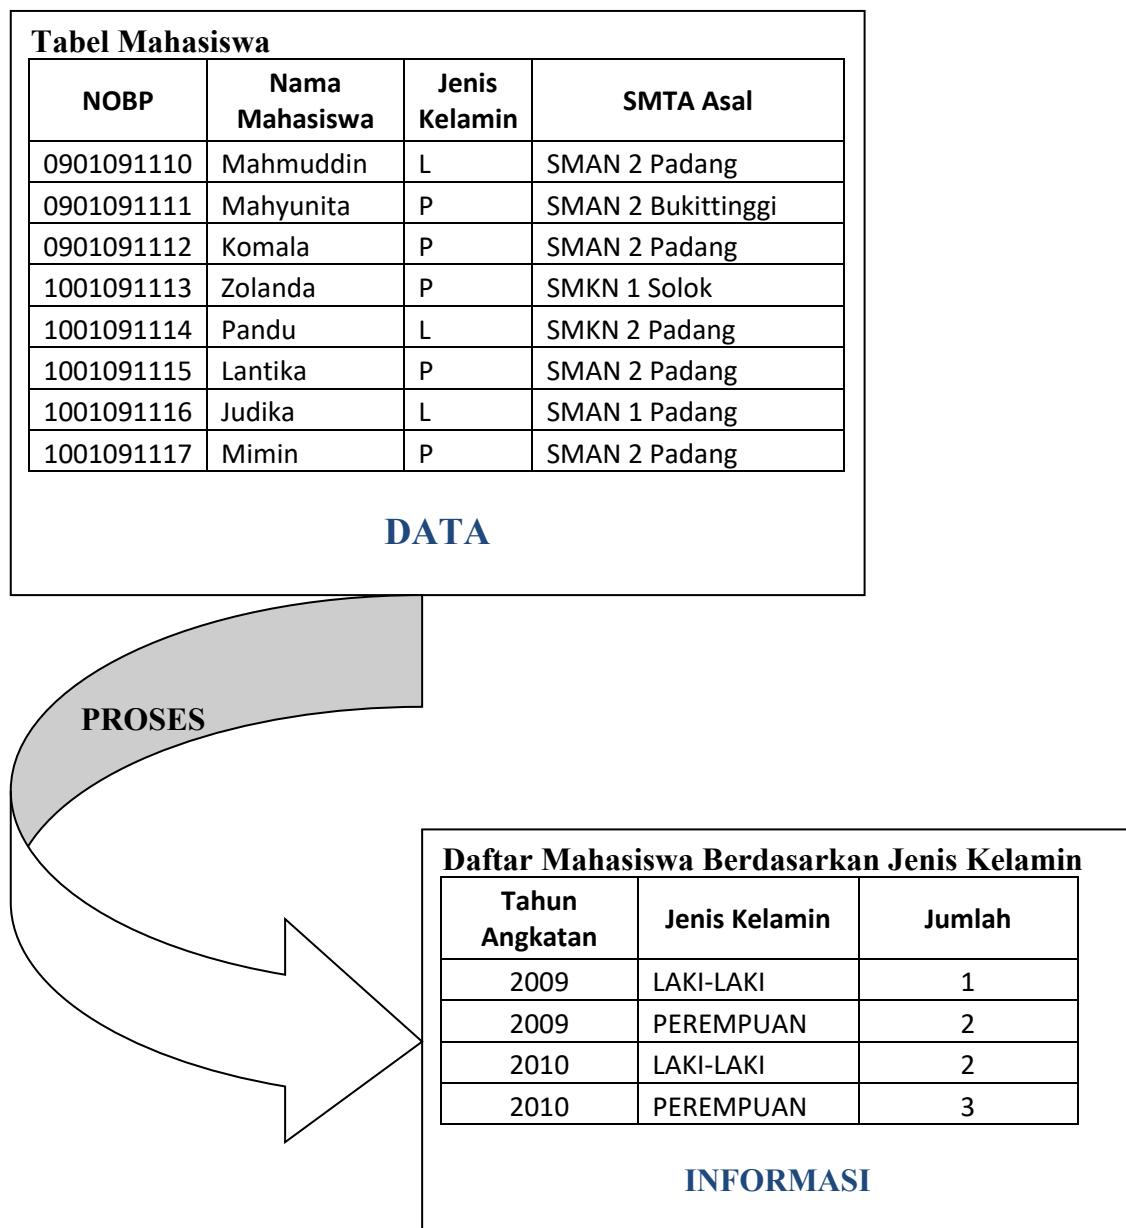 Tabel Mahasiswa
NOBP Nama Mahasiswa Jenis Kelamin SMTA Asal
0901091110 Mahmuddin L SMAN 2 Padang
0901091111 Mahyunita P SMAN 2 Bukittinggi
0901091112 Komala P SMAN 2 Padang
1001091113 Zolanda P SMKN 1 Solok
1001091114 Pandu L SMKN 2 Padang
1001091115 Lantika P SMAN 2 Padang
1001091116 Judika L SMAN 1 Padang
1001091117 Mimin P SMAN 2 Padang
DATA
PROSES
Daftar Mahasiswa Berdasarkan Jenis Kelamin
Tahun Angkatan Jenis Kelamin Jumlah
2009 LAKI-LAKI 1
2009 PEREMPUAN 2
2010 LAKI-LAKI 2
2010 PEREMPUAN 3
INFORMASI